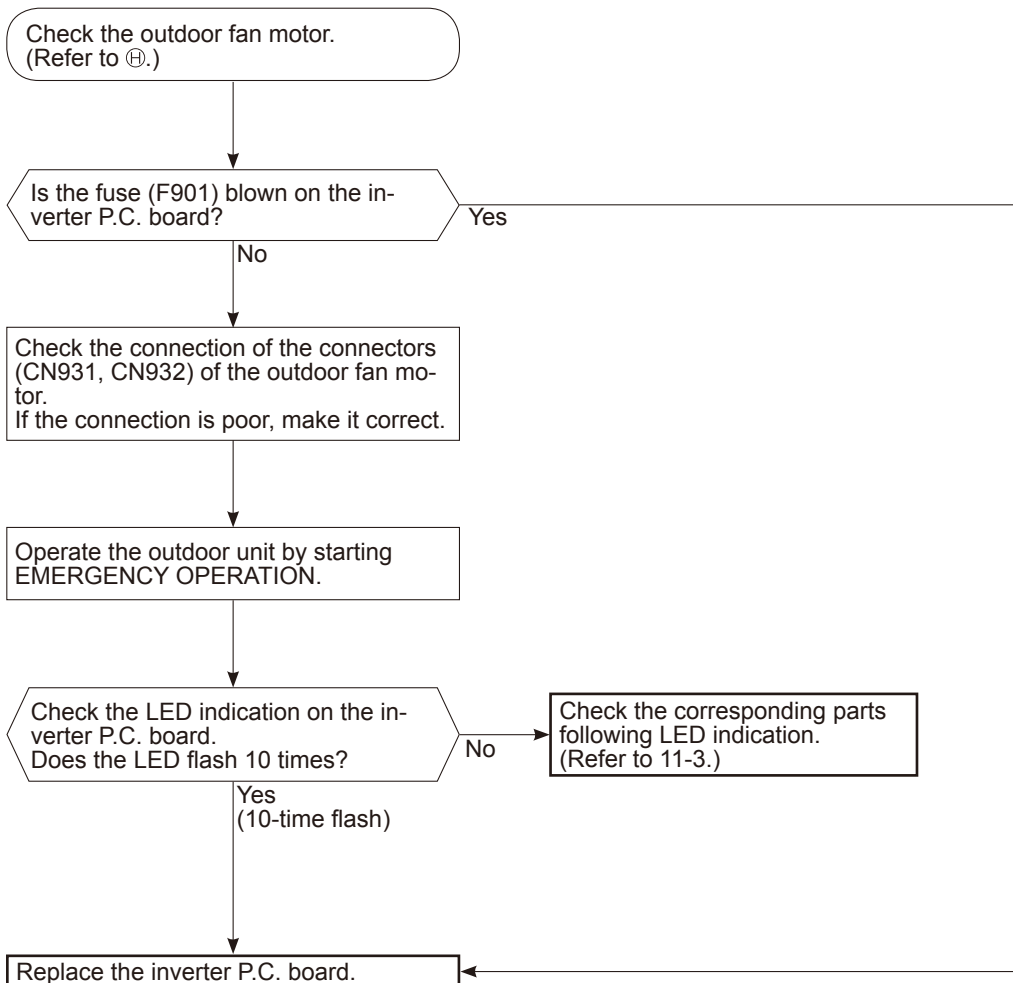 Check the outdoor fan motor.
(Refer to Ⓗ.)
Is the fuse (F901) blown on the in-
verter P.C. board?
Yes
No
Check the connection of the connectors
(CN931, CN932) of the outdoor fan mo-
tor.
If the connection is poor, make it correct.
Operate the outdoor unit by starting
EMERGENCY OPERATION.
Check the LED indication on the in-
verter P.C. board.
Does the LED flash 10 times?
No
Check the corresponding parts
following LED indication.
(Refer to 11-3.)
Yes
(10-time flash)
Replace the inverter P.C. board.